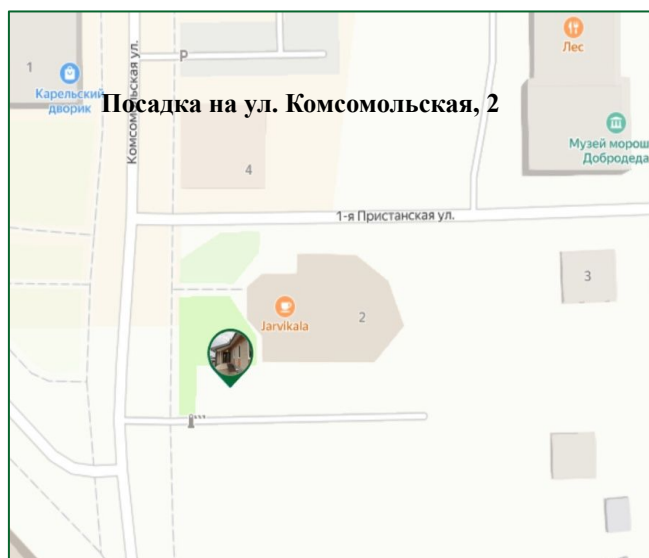 Лес
1
Карельский
дворик
Комсомольская ул.
P
Посадка на ул. Комсомольская, 2
Музей морош
Добродеда
4
1-я Пристанская ул.
3
Jarvikala
2